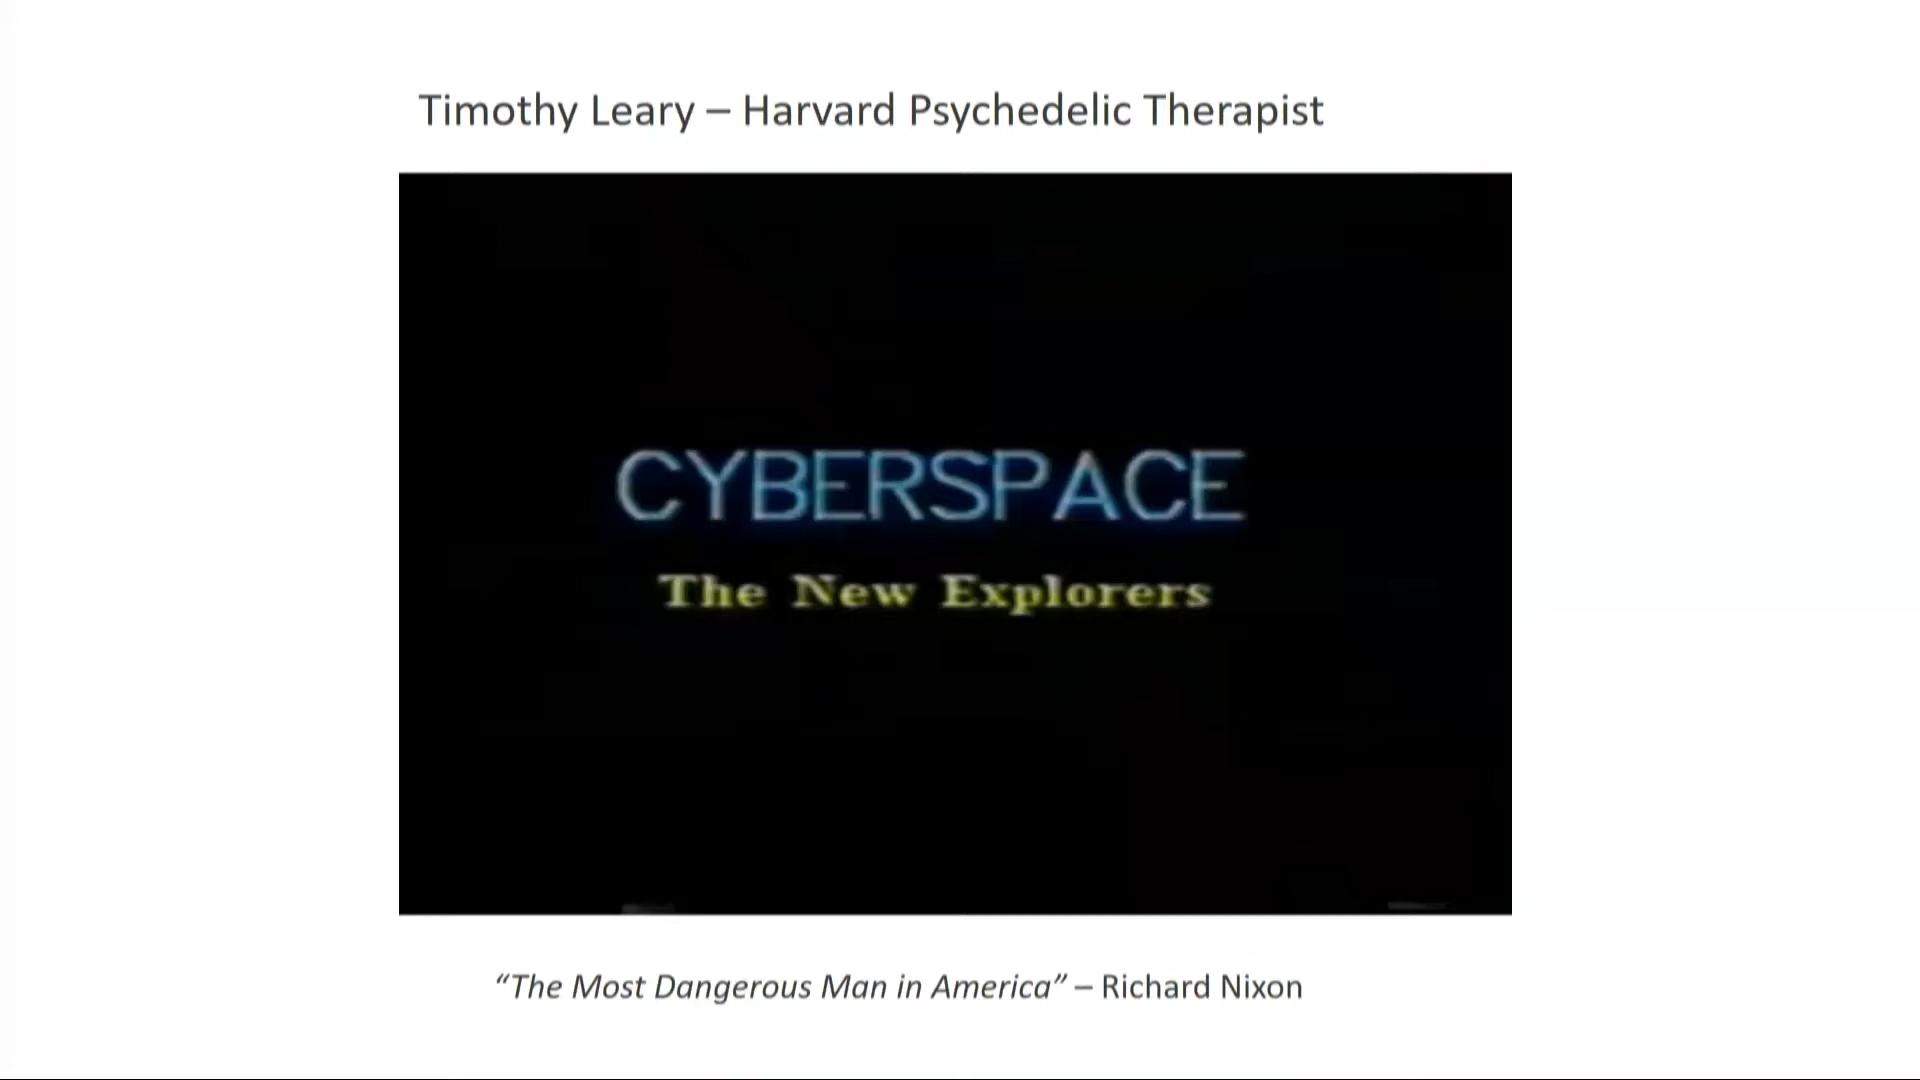 Timothy Leary – Harvard Psychedelic Therapist
CYBERSPACE
The New Explorers
“The Most Dangerous Man in America” – Richard Nixon